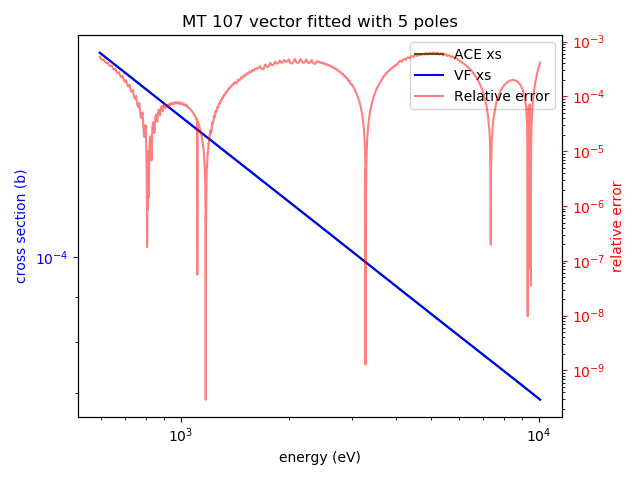 MT 107 vector fitted with 5 poles
ACE xs
VF xs
Relative error
cross section (b)
10⁻⁴
10⁻³
10⁻⁴
10⁻⁵
10⁻⁶
10⁻⁷
10⁻⁸
10⁻⁹
relative error
10³
10⁴
energy (eV)